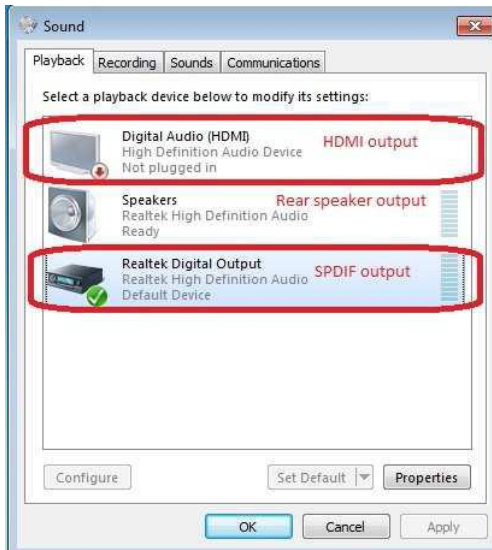 Sound
Playback Recording Sounds Communications
Select a playback device below to modify its settings:
Digital Audio (HDMI)
High Definition Audio Device
Not plugged in
HDMI output
Speakers
Realtek High Definition Audio
Ready
Rear speaker output
Realtek Digital Output
Realtek High Definition Audio
Default Device
SPDIF output
Configure Set Default Properties
OK Cancel Apply